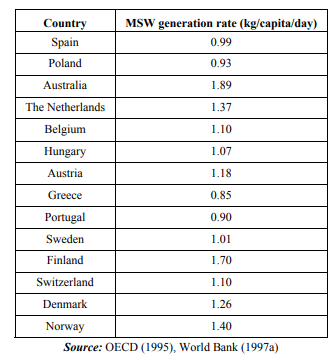 Country MSW generation rate (kg/capita/day)
Spain 0.99
Poland 0.93
Australia 1.89
The Netherlands 1.37
Belgium 1.10
Hungary 1.07
Austria 1.18
Greece 0.85
Portugal 0.90
Sweden 1.01
Finland 1.70
Switzerland 1.10
Denmark 1.26
Norway 1.40
Source: OECD (1995), World Bank (1997a)